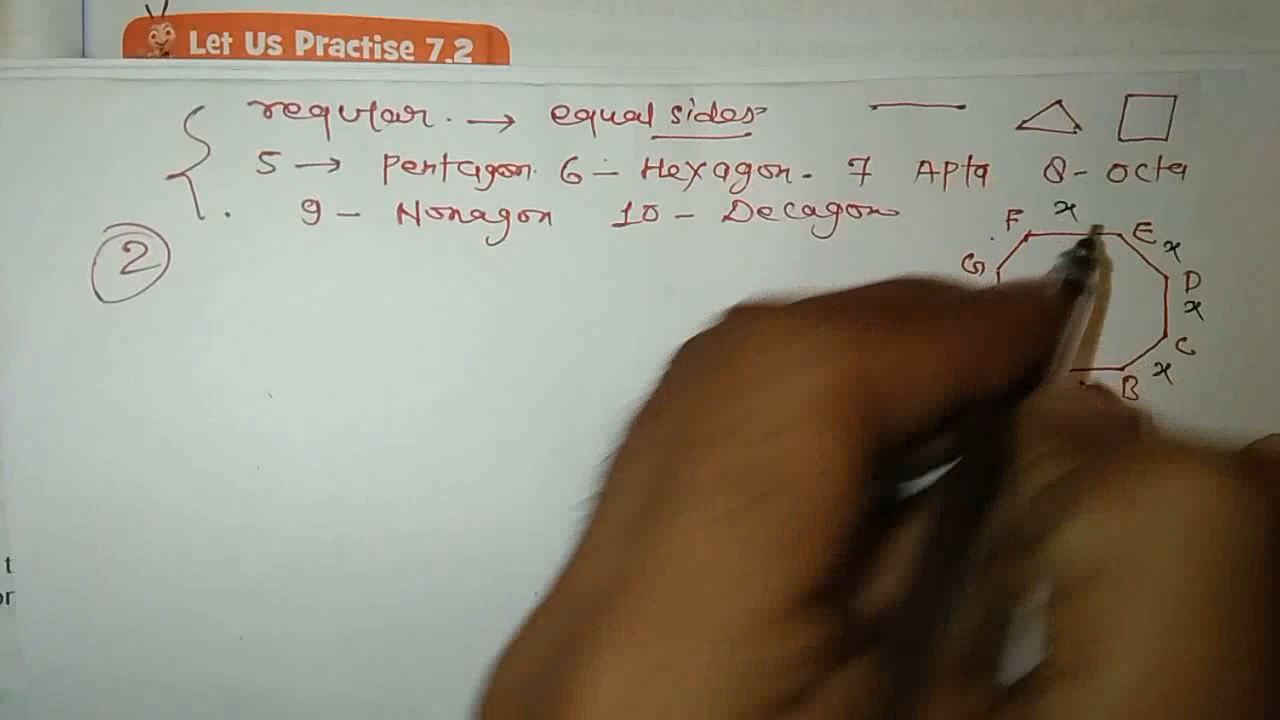 Let Us Practise 7.2
regular. → equal sides
5 → Pentagon. 6 - Hexagon. 7 Apta 8 - octa
9 - Nonagon 10 - Decagon
2
F x E x
G D
x
C
x
B
t
or